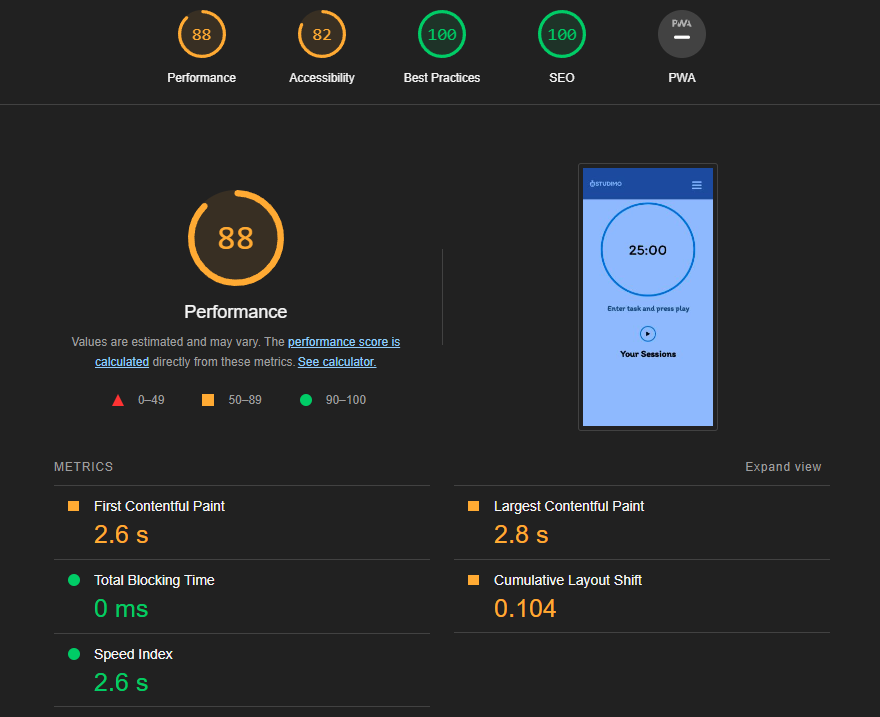 88
82
100
100
PWA
Performance
Accessibility
Best Practices
SEO
PWA
88
Performance
Values are estimated and may vary. The performance score is
calculated directly from these metrics. See calculator.
0–49
50–89
90–100
STUDIMO
25:00
Enter task and press play
Your Sessions
METRICS
Expand view
First Contentful Paint
2.6 s
Largest Contentful Paint
2.8 s
Total Blocking Time
0 ms
Cumulative Layout Shift
0.104
Speed Index
2.6 s